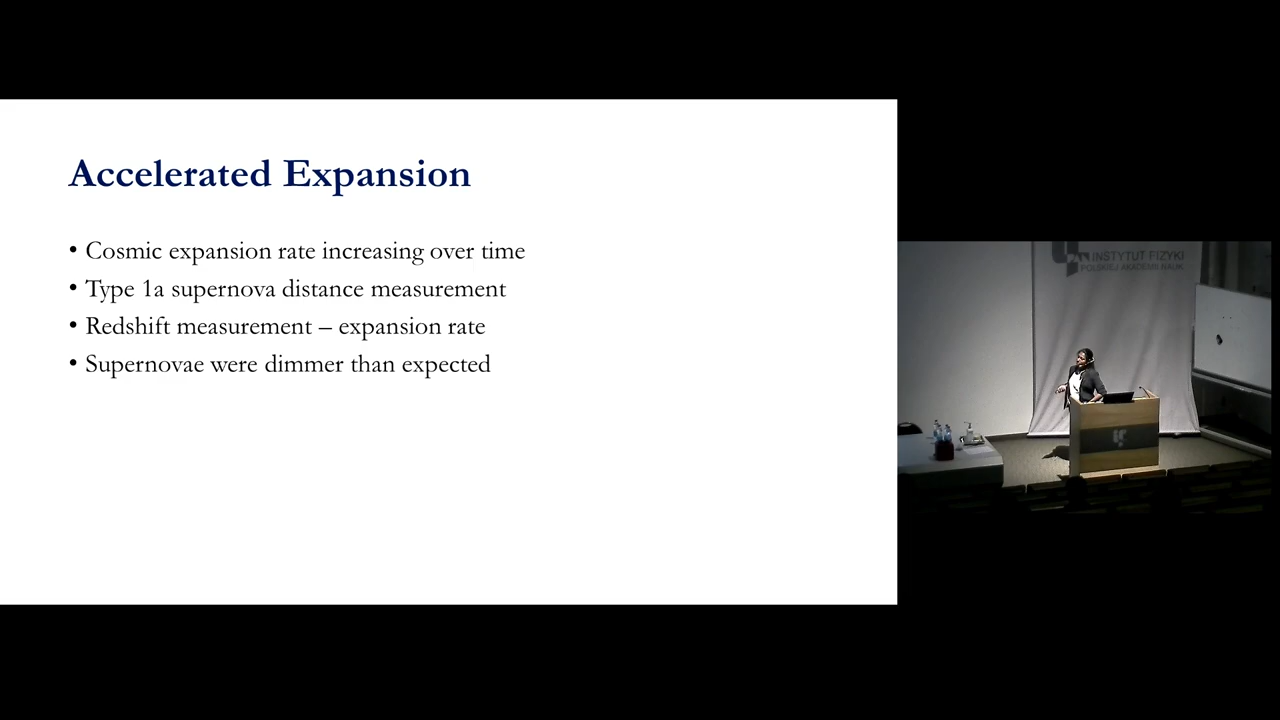 Accelerated Expansion
• Cosmic expansion rate increasing over time
• Type 1a supernova distance measurement
• Redshift measurement – expansion rate
• Supernovae were dimmer than expected
INSTYTUT FIZYKI
POLSKIEJ AKADEMII NAUK